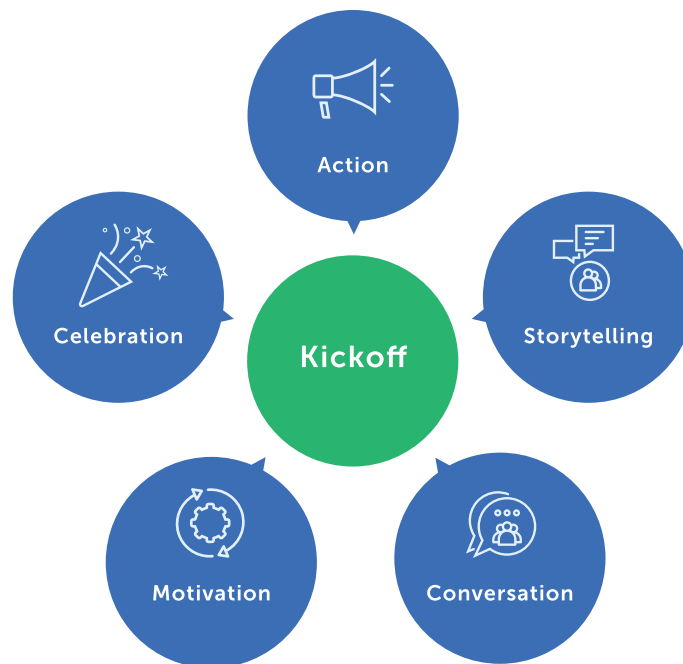 Action
Celebration
Storytelling
Kickoff
Motivation
Conversation